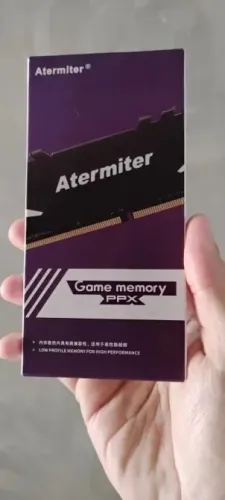 Atermiter®
Atermiter
Game memory
PPX
LOW PROFILE MEMORY FOR HIGH PERFORMANCE